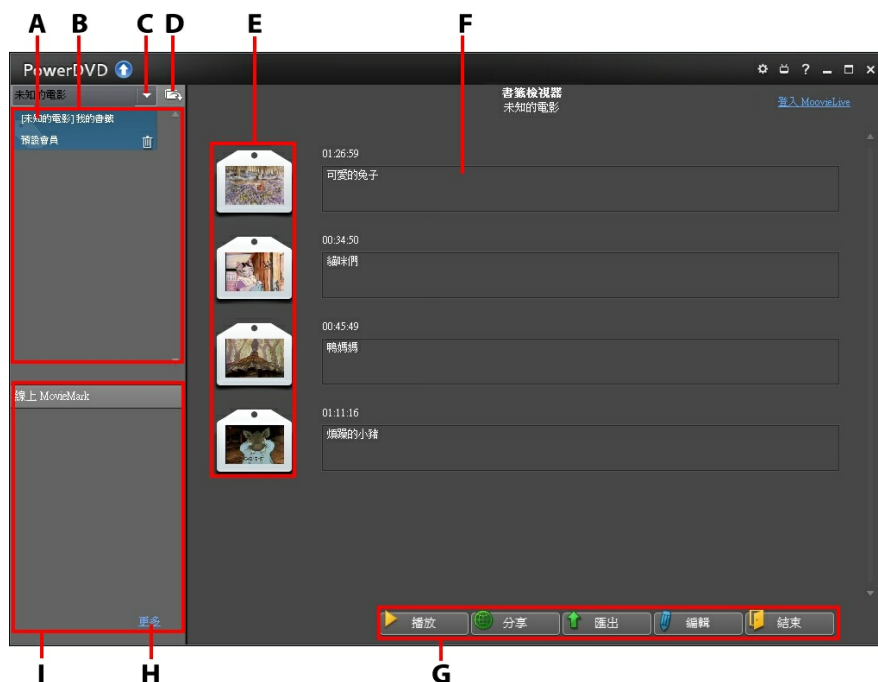 A B C D E F
PowerDVD
未知的電影
書籤檢視器
未知的電影
登入 MoovieLive
[未知的電影]我的書籤
預設會員
01:26:59
可愛的兔子
00:34:50
貓咪們
00:45:49
鴨媽媽
01:11:16
煩躁的小豬
線上 MovieMark
更多
播放 分享 匯出 編輯 結束
I H G